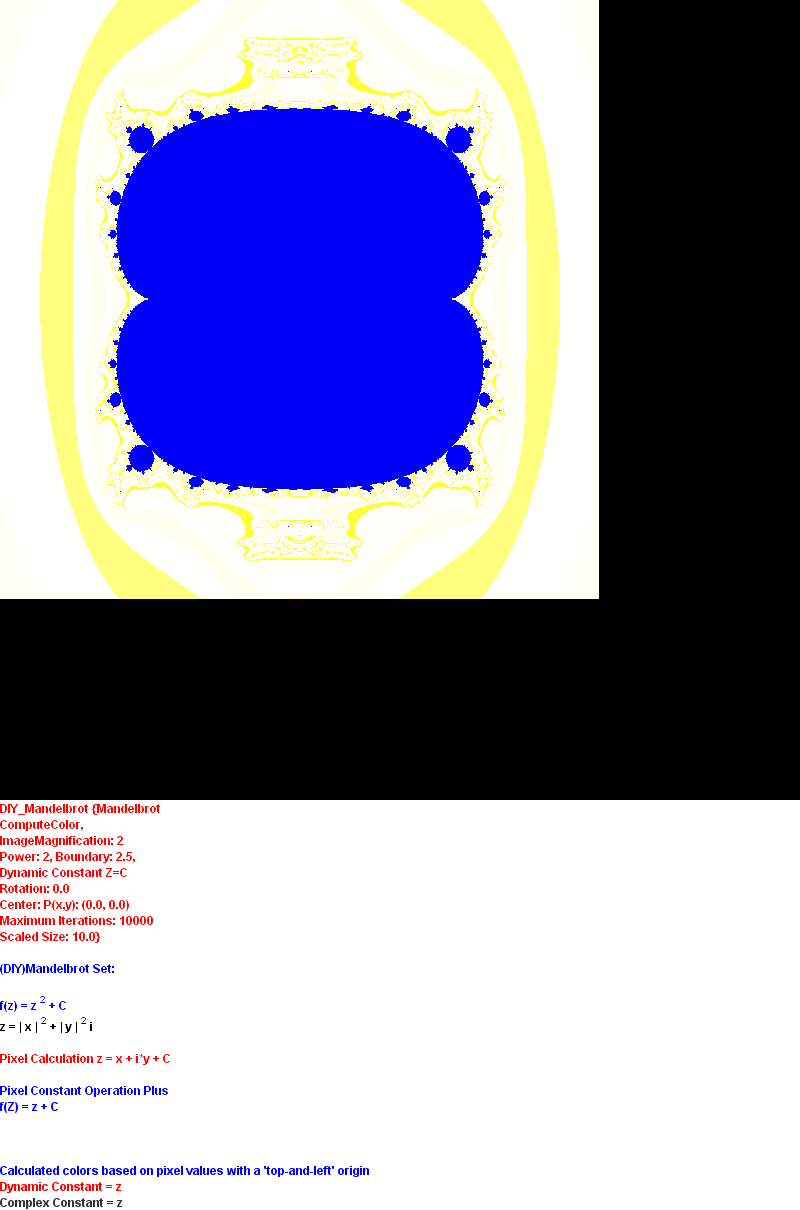 DIY_Mandelbrot {Mandelbrot
ComputeColor,
ImageMagnification: 2
Power: 2, Boundary: 2.5,
Dynamic Constant Z=C
Rotation: 0.0
Center: P(x,y): (0.0, 0.0)
Maximum Iterations: 10000
Scaled Size: 10.0}
(DIY)Mandelbrot Set:
f(z) = z ² + C
z = | x | ² + | y | ² i
Pixel Calculation z = x + i*y + C
Pixel Constant Operation Plus
f(Z) = z + C
Calculated colors based on pixel values with a 'top-and-left' origin
Dynamic Constant = z
Complex Constant = z